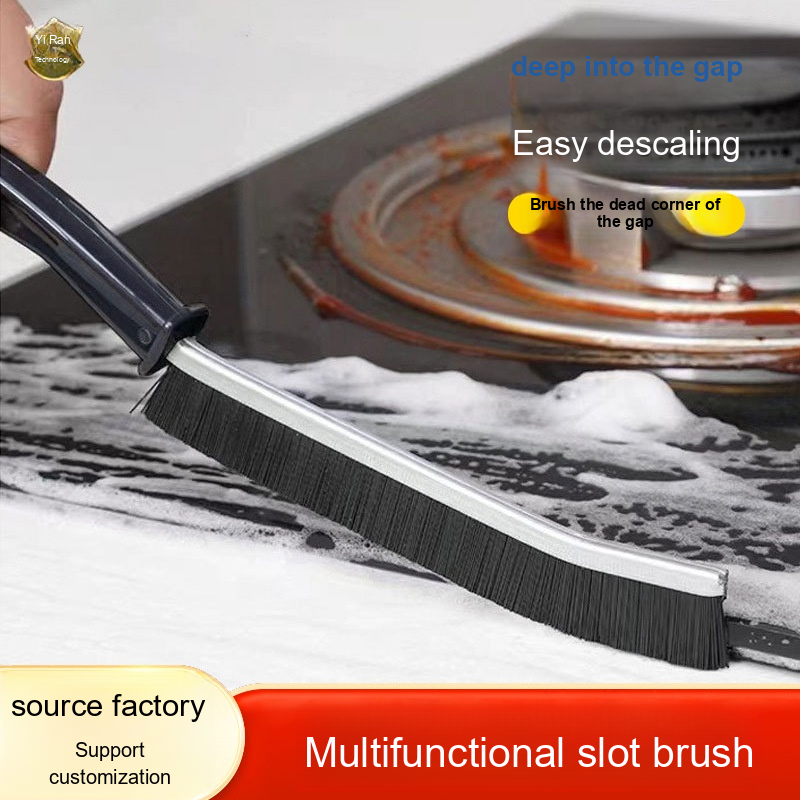 Yi Ran
Technology
deep into the gap
Easy descaling
Brush the dead corner of
the gap
source factory
Support
customization
Multifunctional slot brush